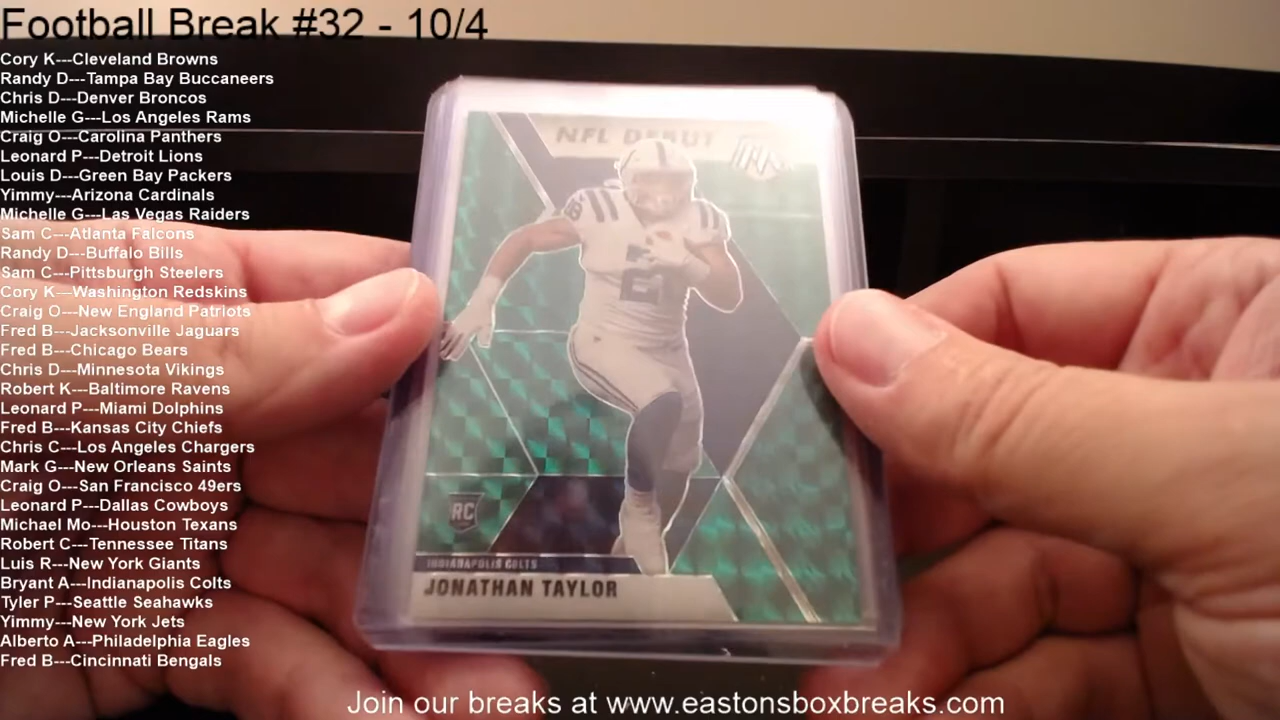 Football Break #32 - 10/4
Cory K---Cleveland Browns
Randy D---Tampa Bay Buccaneers
Chris D---Denver Broncos
Michelle G---Los Angeles Rams
Craig O---Carolina Panthers
Leonard P---Detroit Lions
Louis D---Green Bay Packers
Yimmy---Arizona Cardinals
Michelle G---Las Vegas Raiders
Sam C---Atlanta Falcons
Randy D---Buffalo Bills
Sam C---Pittsburgh Steelers
Cory K---Washington Redskins
Craig O---New England Patriots
Fred B---Jacksonville Jaguars
Fred B---Chicago Bears
Chris D---Minnesota Vikings
Robert K---Baltimore Ravens
Leonard P---Miami Dolphins
Fred B---Kansas City Chiefs
Chris C---Los Angeles Chargers
Mark G---New Orleans Saints
Craig O---San Francisco 49ers
Leonard P---Dallas Cowboys
Michael Mo---Houston Texans
Robert C---Tennessee Titans
Luis R---New York Giants
Bryant A---Indianapolis Colts
Tyler P---Seattle Seahawks
Yimmy---New York Jets
Alberto A---Philadelphia Eagles
Fred B---Cincinnati Bengals
NFL DEBUT
RC
INDIANAPOLIS COLTS
JONATHAN TAYLOR
Join our breaks at www.eastonsboxbreaks.com